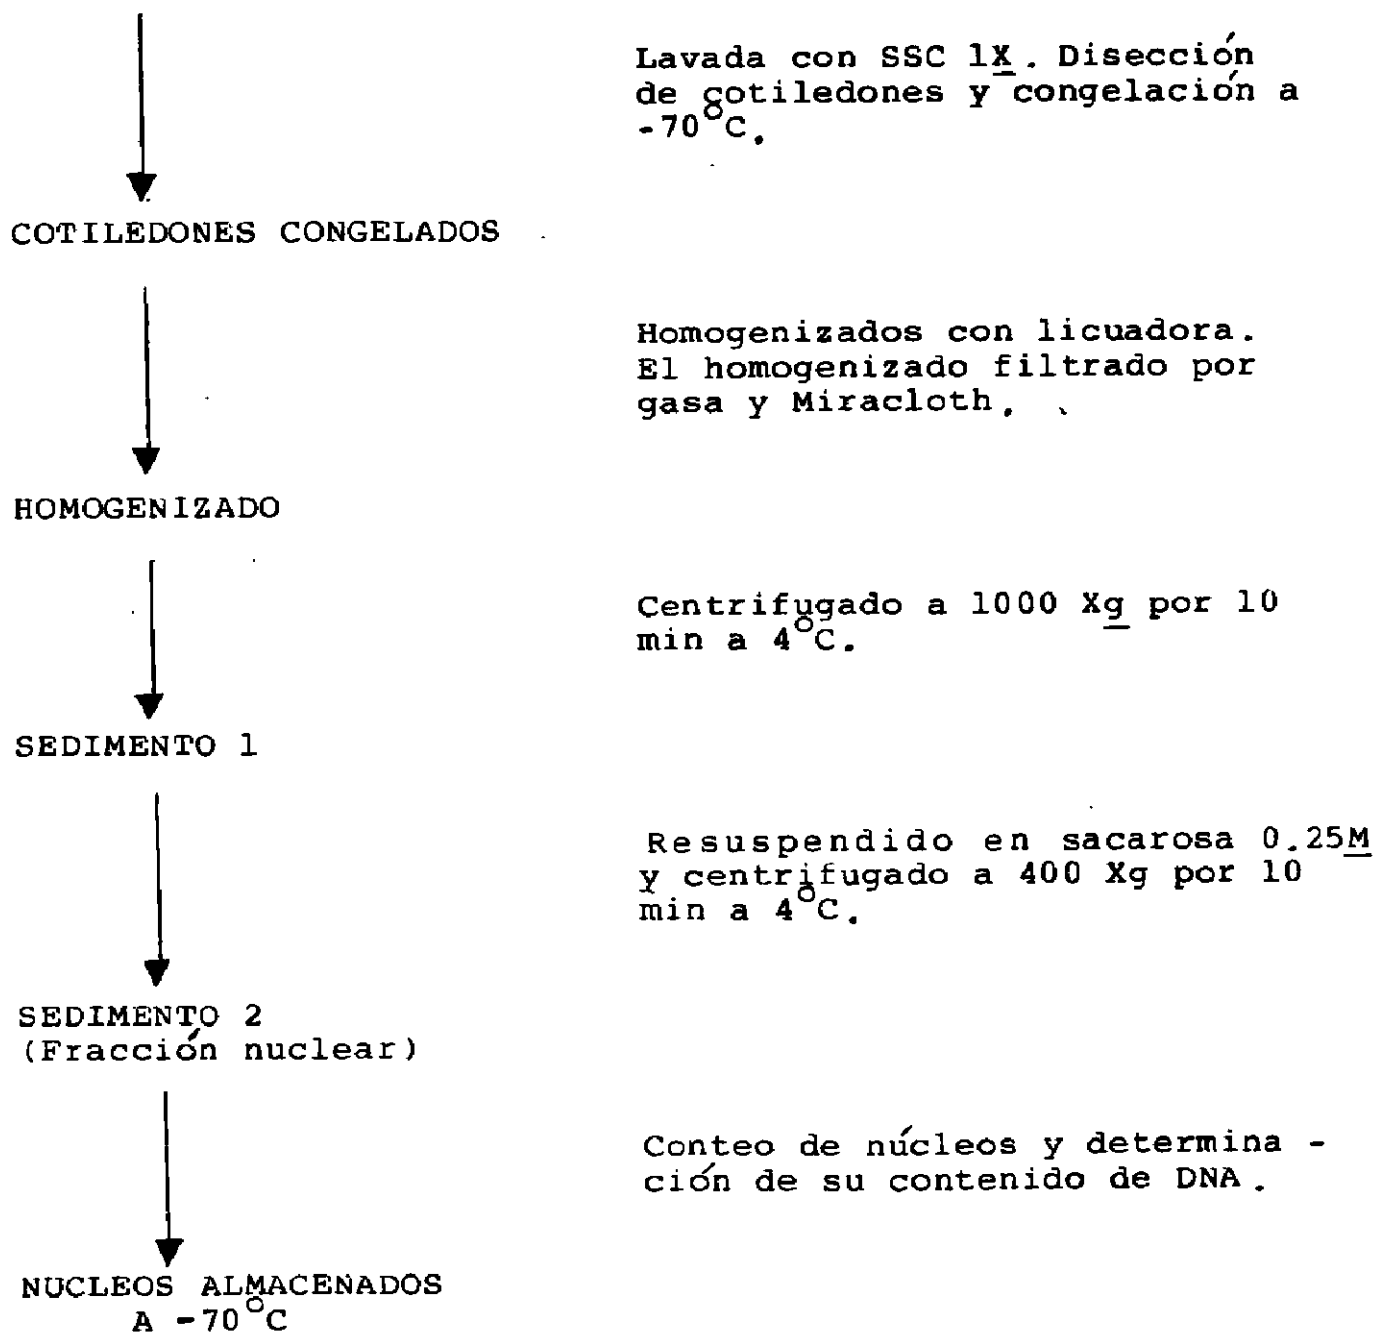 Lavada con SSC 1X. Disección
de cotiledones y congelación a
-70°C.
COTILEDONES CONGELADOS
Homogenizados con licuadora.
El homogenizado filtrado por
gasa y Miracloth.
HOMOGENIZADO
Centrifugado a 1000 Xg por 10
min a 4°C.
SEDIMENTO 1
Resuspendido en sacarosa 0.25M
y centrifugado a 400 Xg por 10
min a 4°C.
SEDIMENTO 2
(Fracción nuclear)
Conteo de núcleos y determina -
ción de su contenido de DNA.
NUCLEOS ALMACENADOS
A -70°C